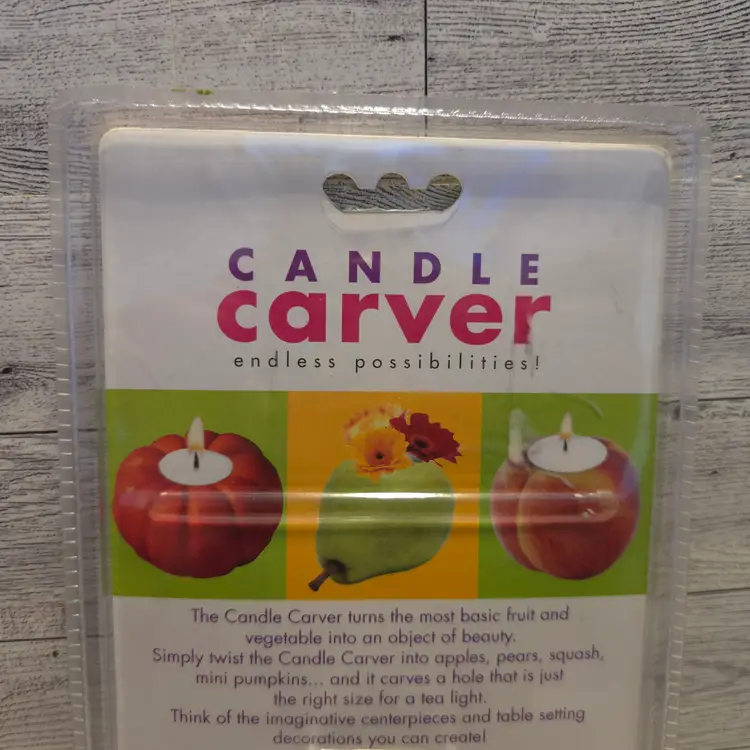 CANDLE
carver
endless possibilities!
The Candle Carver turns the most basic fruit and
vegetable into an object of beauty.
Simply twist the Candle Carver into apples, pears, squash,
mini pumpkins... and it carves a hole that is just
the right size for a tea light.
Think of the imaginative centerpieces and table setting
decorations you can create!